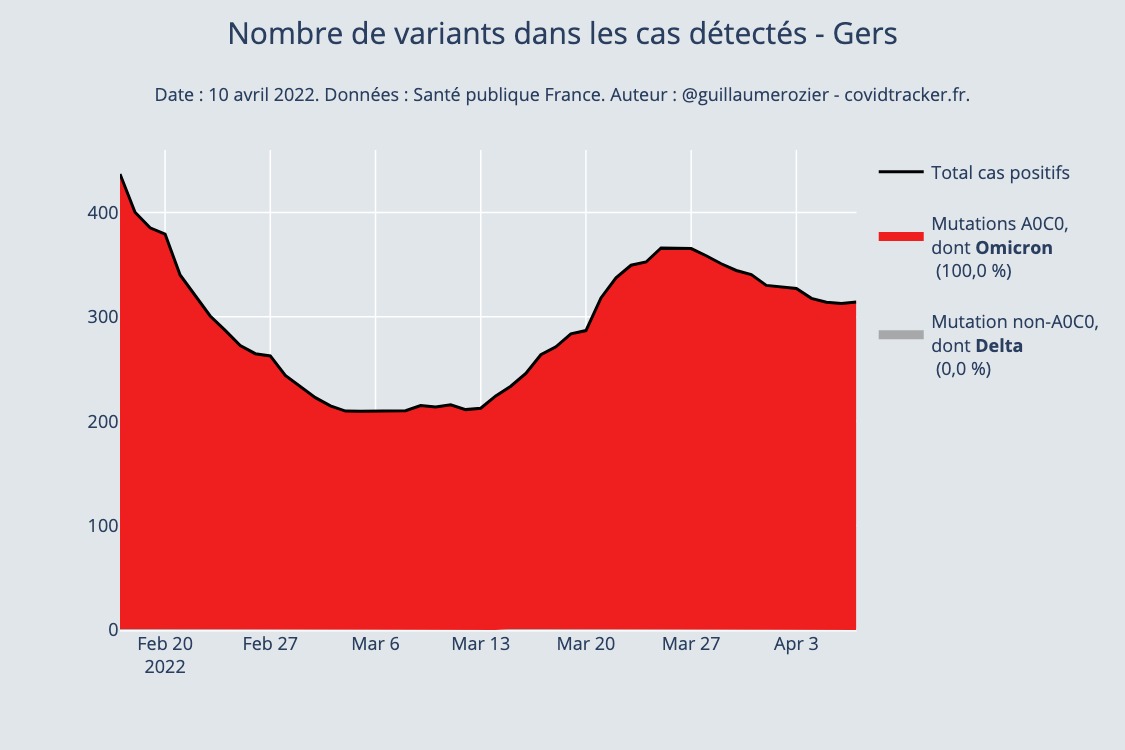 Nombre de variants dans les cas détectés - Gers
Date : 10 avril 2022. Données : Santé publique France. Auteur : @guillaumerozier - covidtracker.fr.
Total cas positifs
Mutations A0C0,
dont Omicron
(100,0 %)
Mutation non-A0C0,
dont Delta
(0,0 %)
400
300
200
100
0
Feb 20 Feb 27 Mar 6 Mar 13 Mar 20 Mar 27 Apr 3
2022